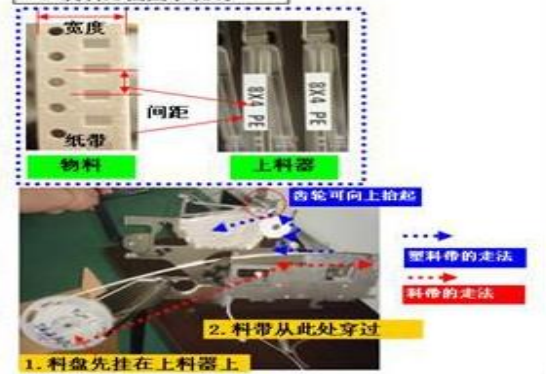 宽度
间距
纸带
物料
8X4 PE
8X4 PE
上料器
齿轮可向上抬起
塑料带的走法
料带的走法
2. 料带从此处穿过
1. 料盘先挂在上料器上